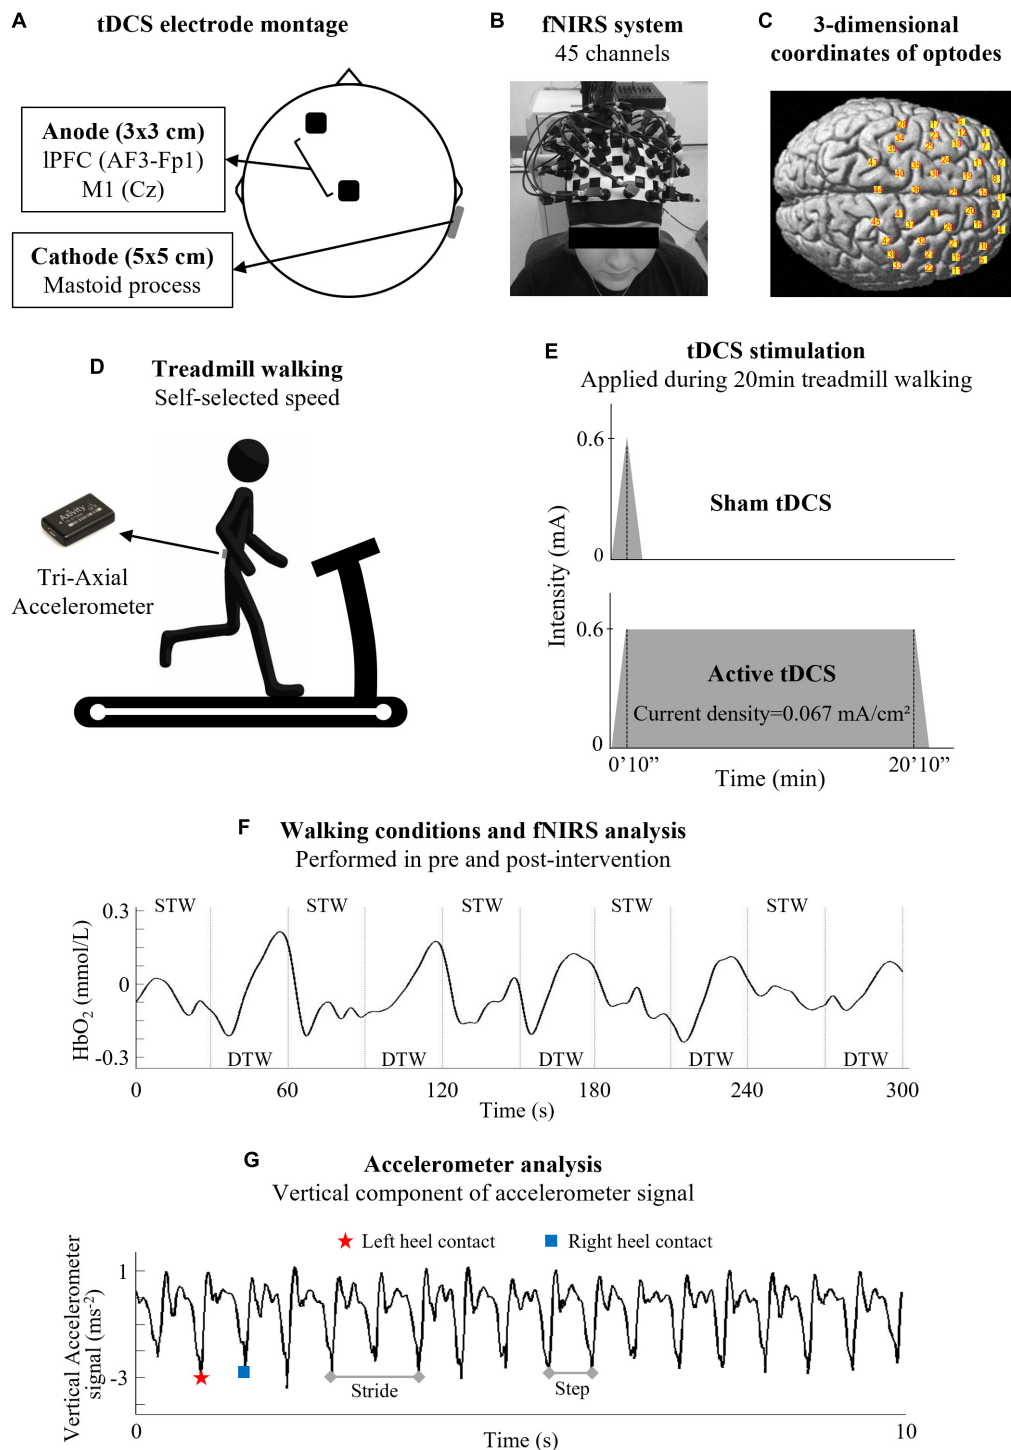 A
tDCS electrode montage
Anode (3x3 cm)
lPFC (AF3-Fp1)
M1 (Cz)
Cathode (5x5 cm)
Mastoid process
B
fNIRS system
45 channels
C
3-dimensional
coordinates of optodes
D
Treadmill walking
Self-selected speed
Axivity
Tri-Axial
Accelerometer
E
tDCS stimulation
Applied during 20min treadmill walking
Intensity (mA)
0.6
Sham tDCS
0
0.6
Active tDCS
Current density=0.067 mA/cm²
0
0’10” 20’10”
Time (min)
F
Walking conditions and fNIRS analysis
Performed in pre and post-intervention
HbO2 (mmol/L)
STW STW STW STW STW
0.3
0
-0.3
DTW DTW DTW DTW DTW
0 60 120 180 240 300
Time (s)
G
Accelerometer analysis
Vertical component of accelerometer signal
Left heel contact Right heel contact
Vertical Accelerometer
signal (ms-2)
1
-3
Stride Step
0 10
Time (s)